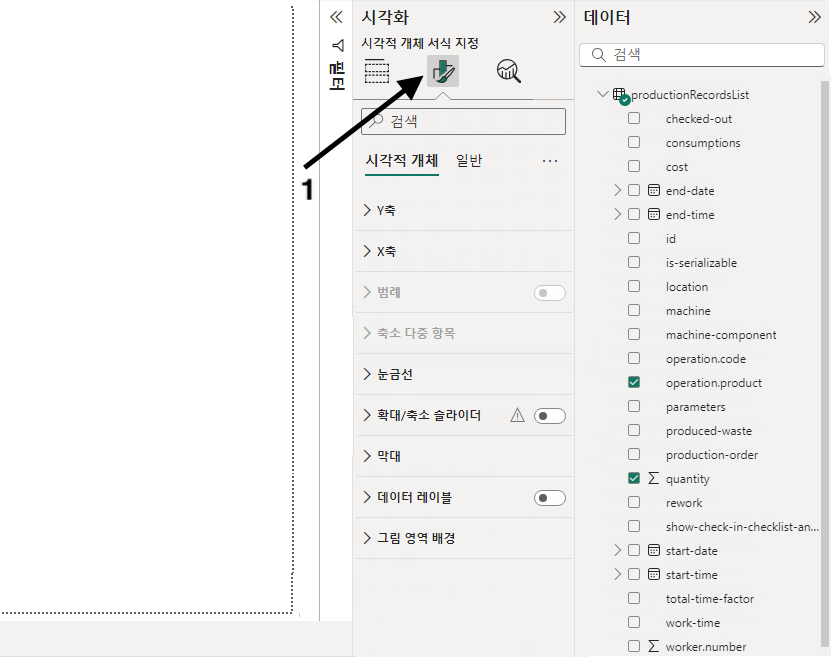 필터
1
시각화
시각적 개체 서식 지정
검색
시각적 개체
일반
Y축
X축
범례
축소 다중 항목
눈금선
확대/축소 슬라이더
막대
데이터 레이블
그림 영역 배경
데이터
검색
productionRecordsList
checked-out
consumptions
cost
end-date
end-time
id
is-serializable
location
machine
machine-component
operation.code
operation.product
parameters
produced-waste
production-order
quantity
rework
show-check-in-checklist-an...
start-date
start-time
total-time-factor
work-time
worker.number